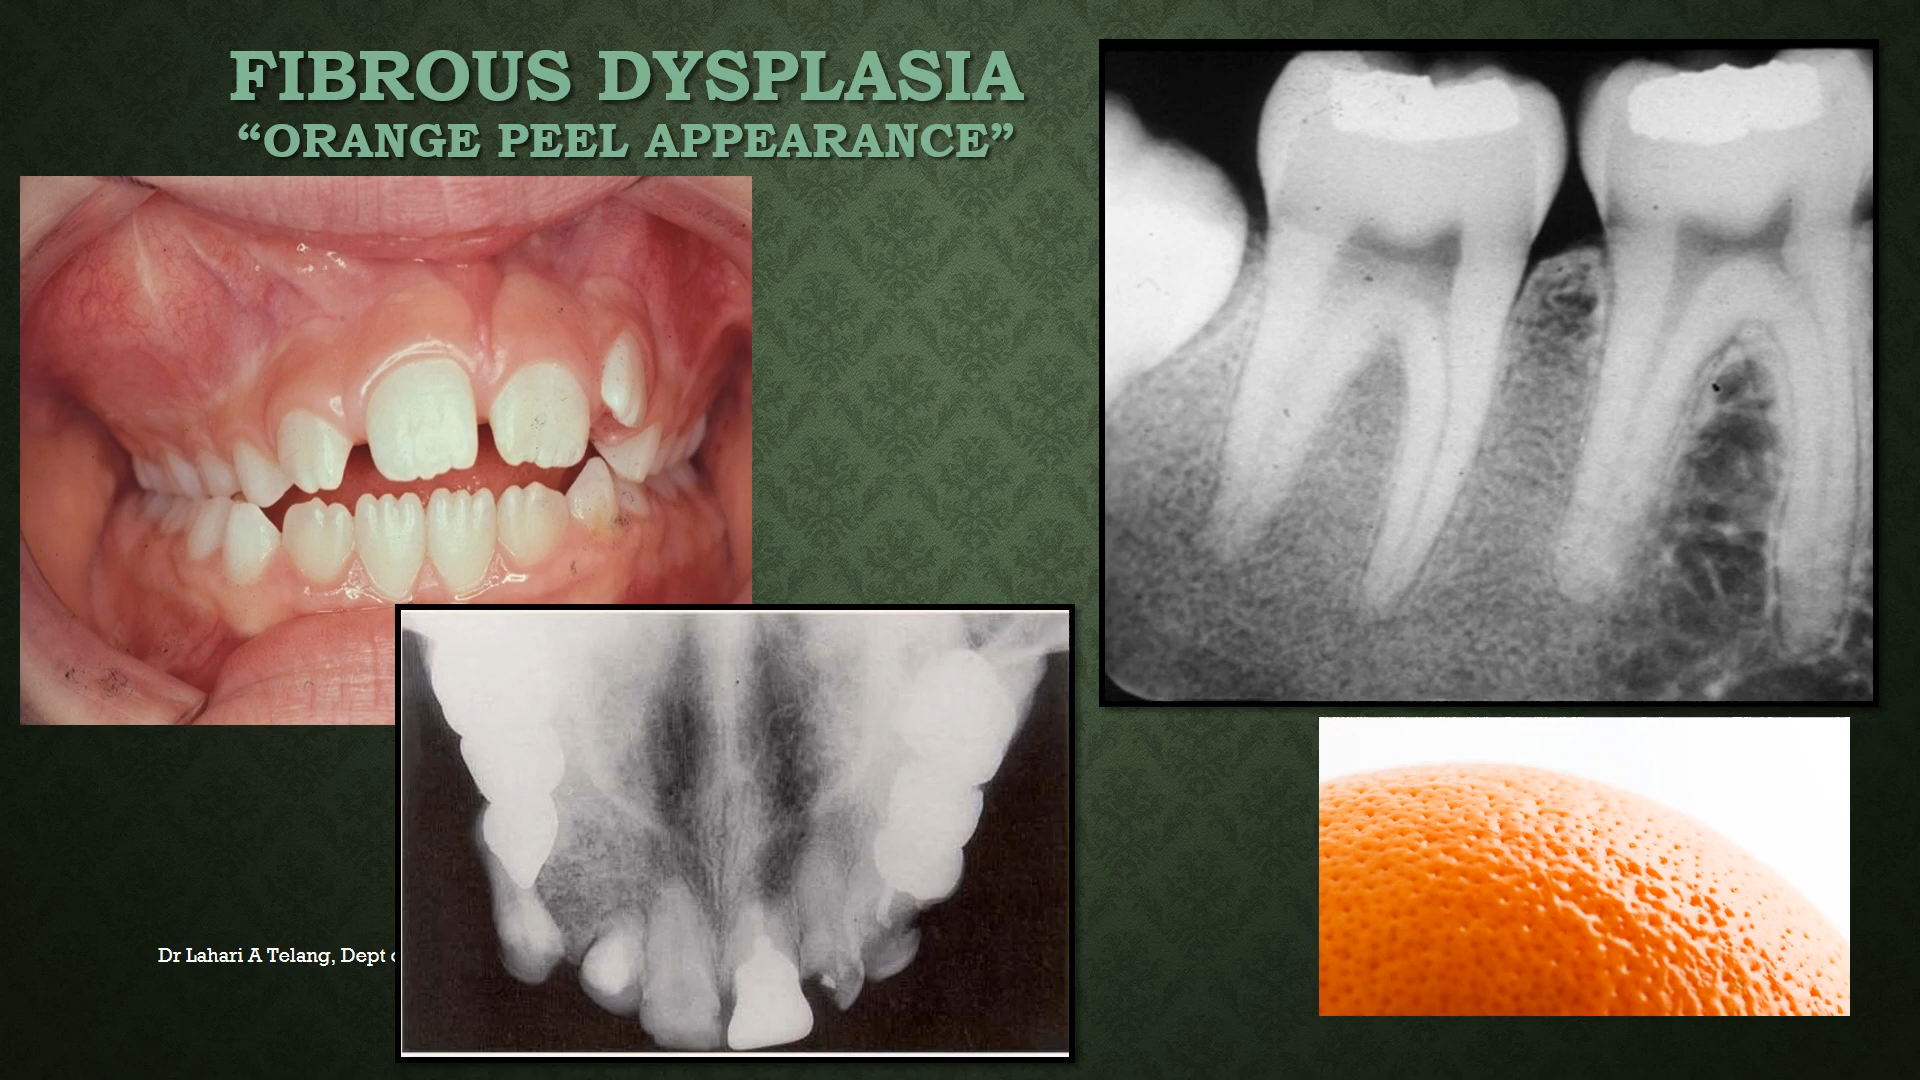 FIBROUS DYSPLASIA
“ORANGE PEEL APPEARANCE”
Dr Lahari A Telang, Dept